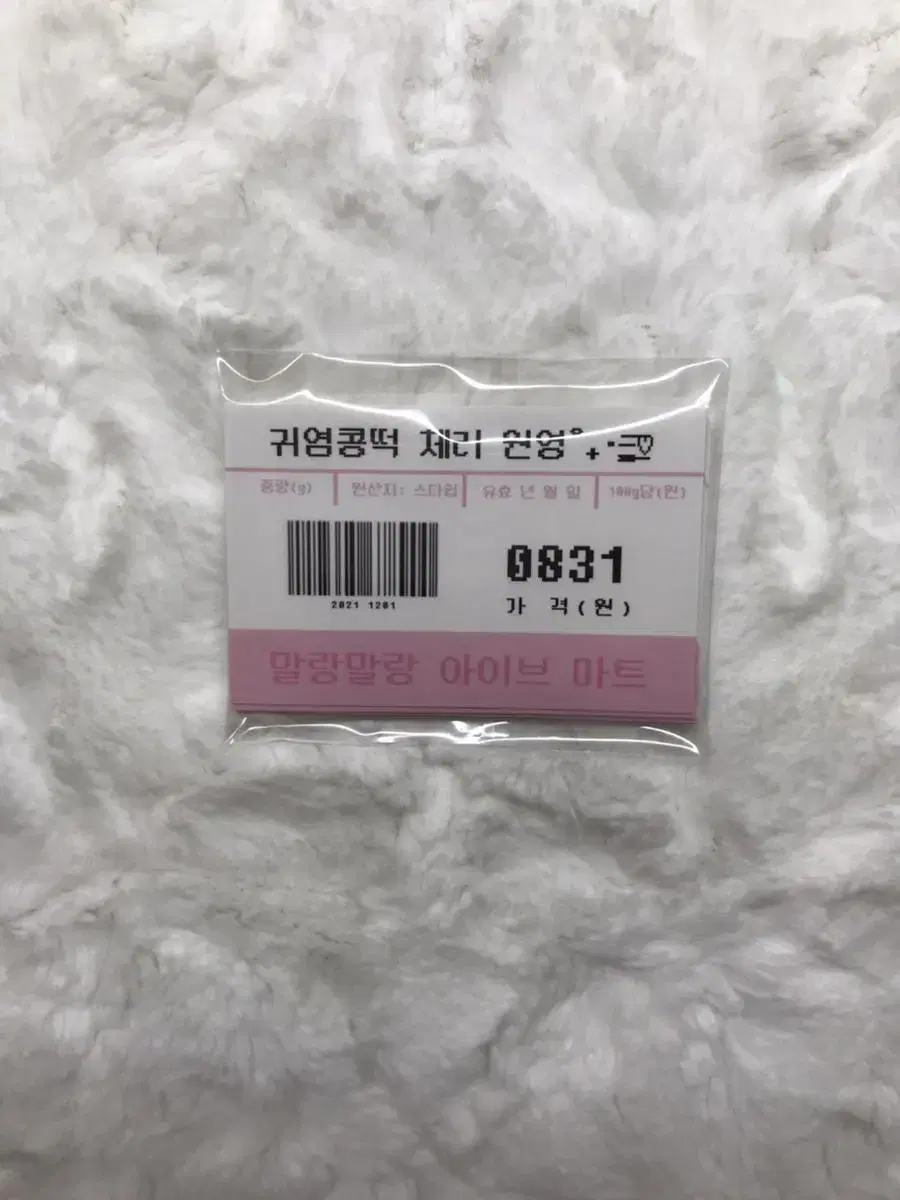 귀염콩떡 체리 원영°₊·
중량(g) 원산지: 스타쉽 유효 년 월 일 100g당(원)
2021 1201
0831
가 격(원)
말랑말랑 아이브 마트